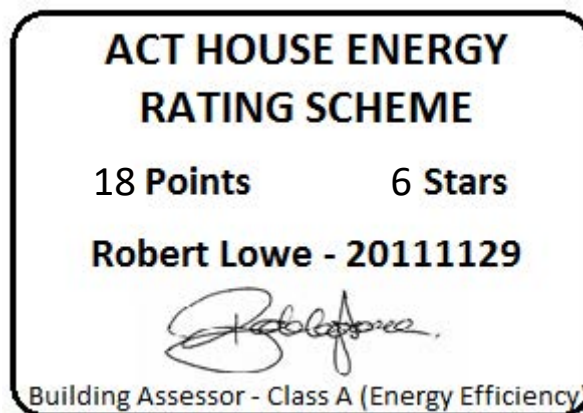 ACT HOUSE ENERGY
RATING SCHEME
18 Points 6 Stars
Robert Lowe - 20111129
Building Assessor - Class A (Energy Efficiency)